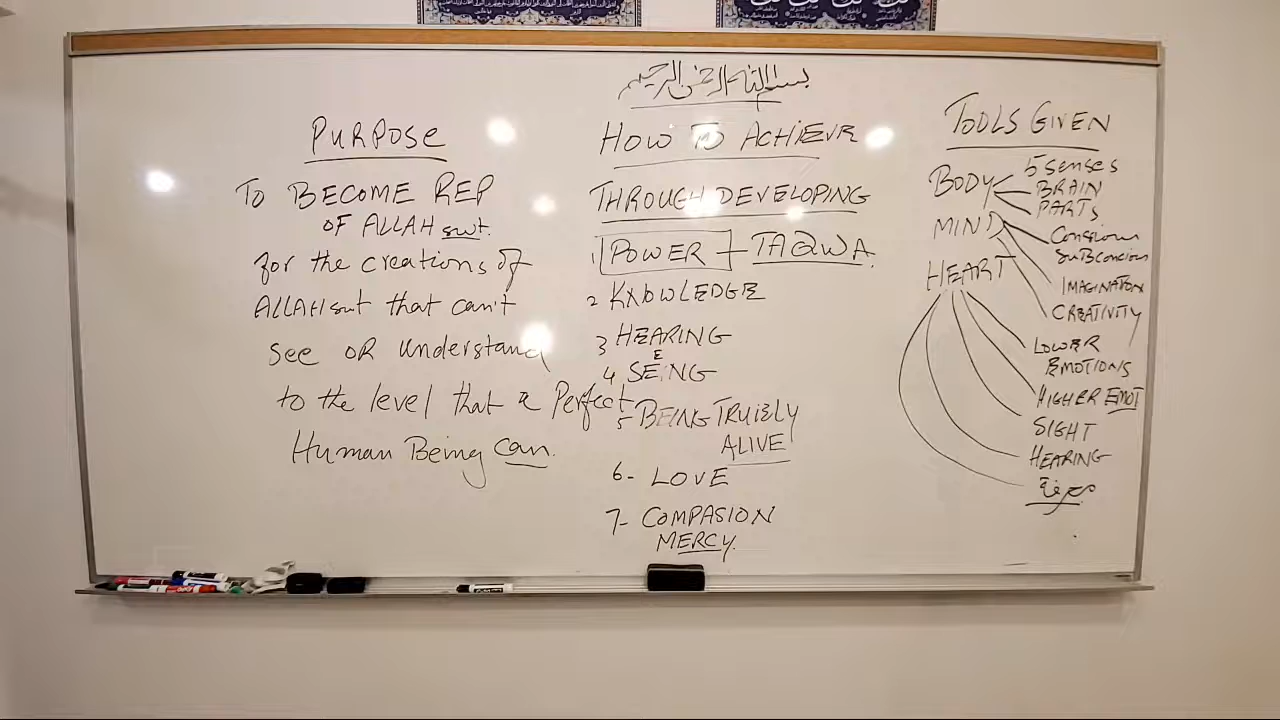 بسم الله الرحمن الرحيم
PURPOSE
TO BECOME REP
OF ALLAH swt.
for the creations of
ALLAH swt that can't
see OR understand
to the level that a Perfect
Human Being can.
HOW TO ACHIEVE
THROUGH DEVELOPING
1 POWER + TAQWA.
2 KNOWLEDGE
3 HEARING
&
4 SEING
5 BEING TRUIELY
ALIVE
6- LOVE
7- COMPASION
MERCY.
TOOLS GIVEN
BODY
5 SENSES
BRAIN
PARTS
MIND
Conscious
IMAGINATION
CREATIVITY
HEART
LOWER
EMOTIONS
HIGHER EMOT
SIGHT
HEARING
معرفة